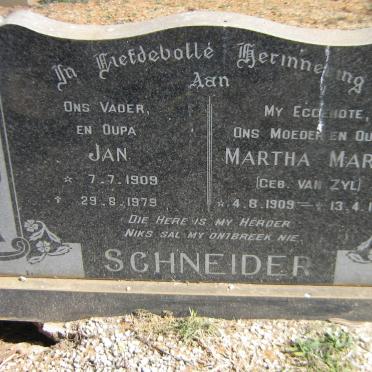 In Liefdevolle Herinnering
Aan
Ons Vader,
en Oupa
Jan
* 7.7.1909
+ 29.8.1979
My Eggenote,
Ons Moeder en
Martha
(geb. van Zyl)
* 4.8.1909 + 13.4.
Die Here is my Herder
Niks sal my ontbreek nie
SCHNEIDER